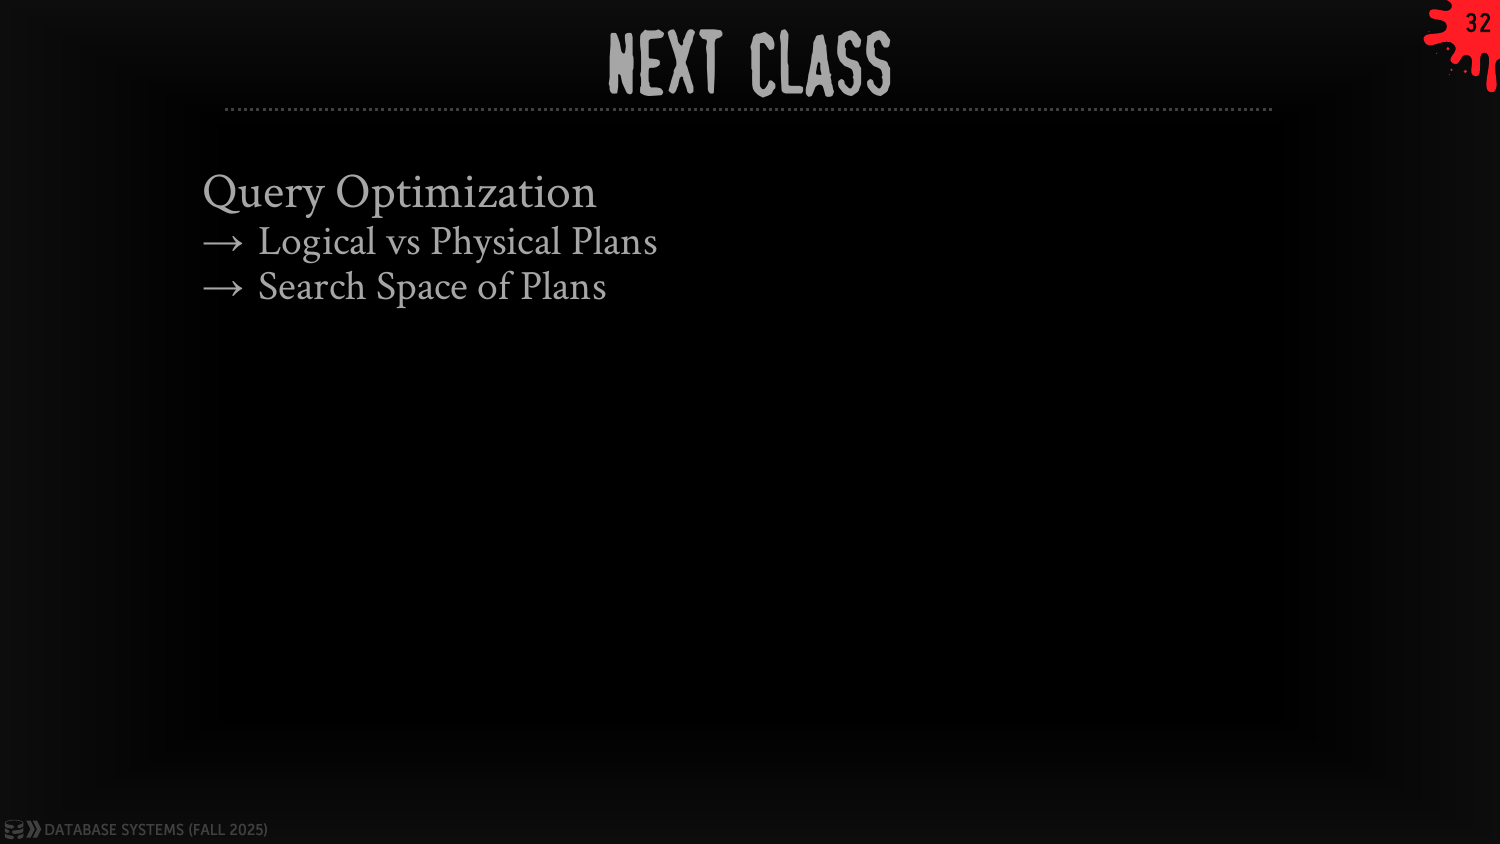 32
NEXT CLASS
Query Optimization
→ Logical vs Physical Plans
→ Search Space of Plans
DATABASE SYSTEMS (FALL 2025)